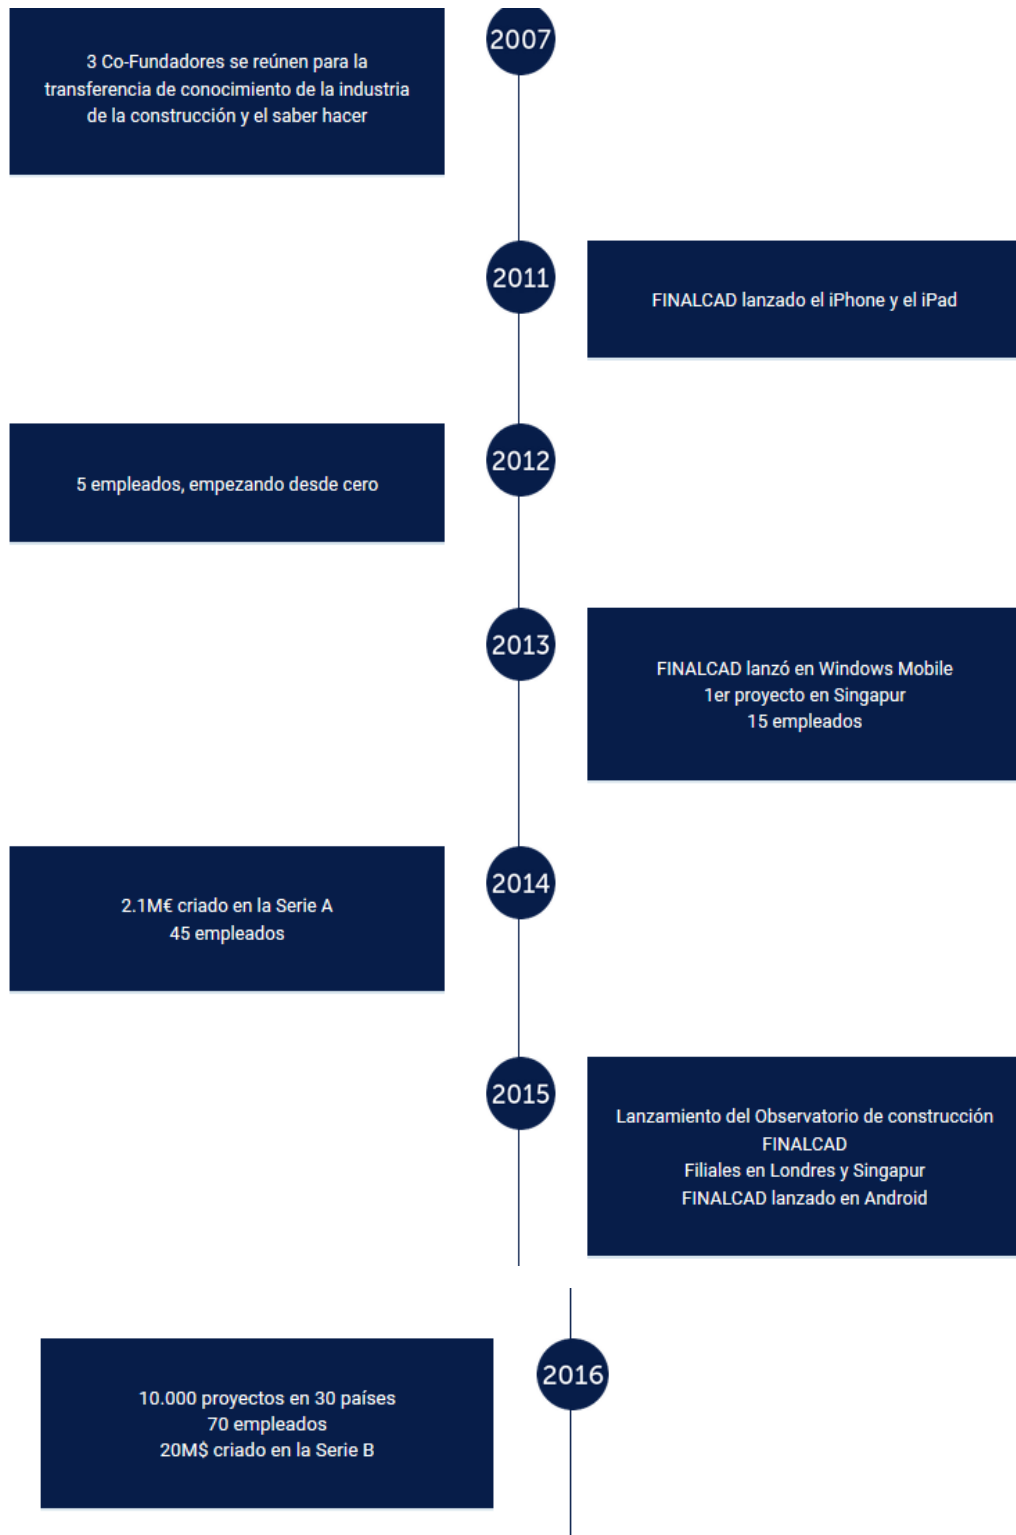 2007
3 Co-Fundadores se reúnen para la
transferencia de conocimiento de la industria
de la construcción y el saber hacer
2011
FINALCAD lanzado el iPhone y el iPad
2012
5 empleados, empezando desde cero
2013
FINALCAD lanzó en Windows Mobile
1er proyecto en Singapur
15 empleados
2014
2.1M€ criado en la Serie A
45 empleados
2015
Lanzamiento del Observatorio de construcción
FINALCAD
Filiales en Londres y Singapur
FINALCAD lanzado en Android
2016
10.000 proyectos en 30 países
70 empleados
20M$ criado en la Serie B